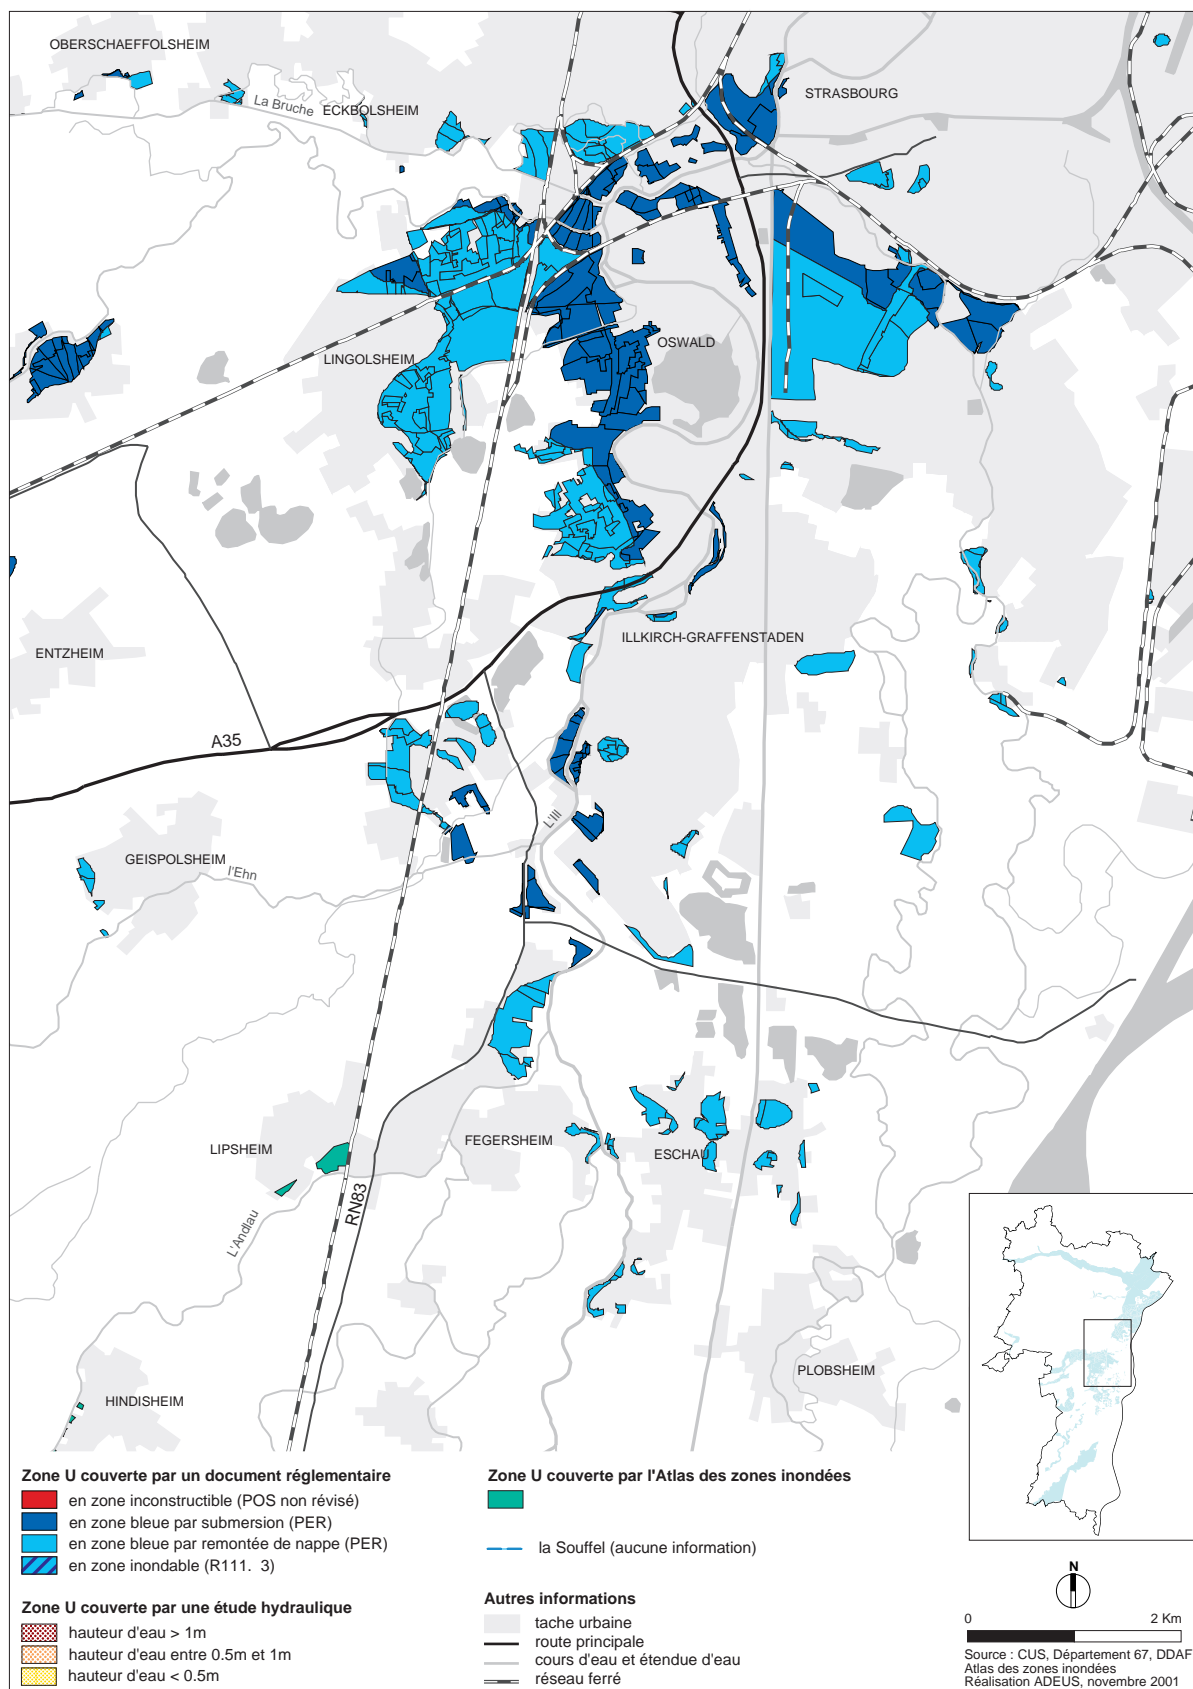 OBERSCHAEFFOLSHEIM
STRASBOURG
La Bruche
ECKBOLSHEIM
OSWALD
LINGOLSHEIM
ILLKIRCH-GRAFFENSTADEN
ENTZHEIM
A35
L'Ill
GEISPOLSHEIM
l'Ehn
FEGERSHEIM
LIPSHEIM
ESCHAU
RN83
L'Andlau
PLOBSHEIM
HINDISHEIM
Zone U couverte par un document réglementaire
en zone inconstructible (POS non révisé)
en zone bleue par submersion (PER)
en zone bleue par remontée de nappe (PER)
en zone inondable (R111. 3)
Zone U couverte par une étude hydraulique
hauteur d'eau > 1m
hauteur d'eau entre 0.5m et 1m
hauteur d'eau < 0.5m
Zone U couverte par l'Atlas des zones inondées
la Souffel (aucune information)
Autres informations
tache urbaine
route principale
cours d'eau et étendue d'eau
réseau ferré
N
0 2 Km
Source : CUS, Département 67, DDAF
Atlas des zones inondées
Réalisation ADEUS, novembre 2001